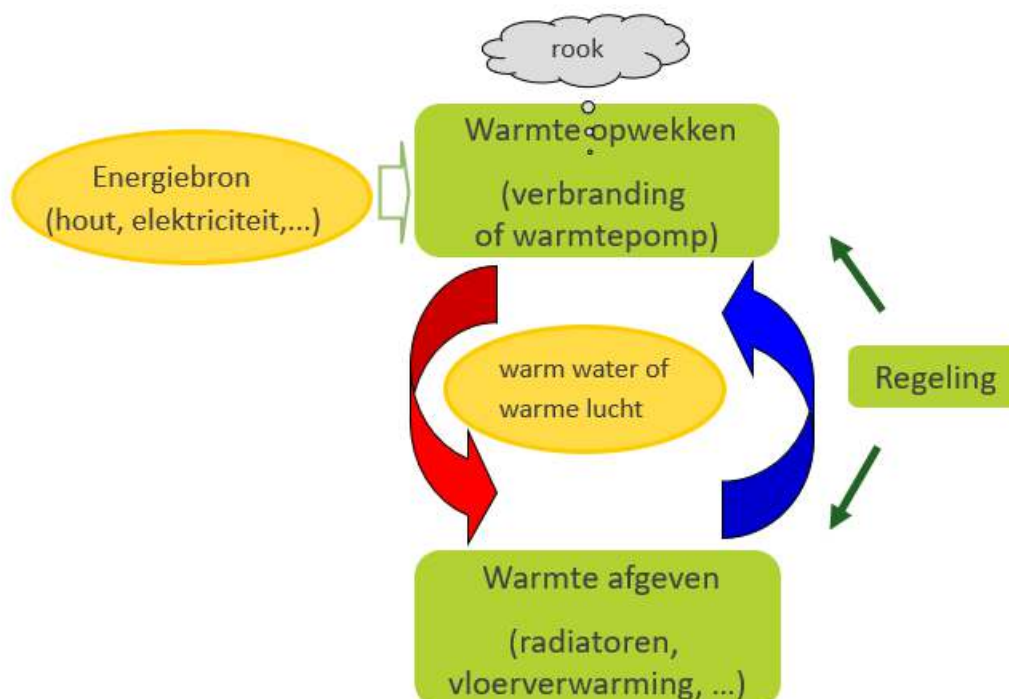 rook
Warmte opwekken
(verbranding
of warmtepomp)
Energiebron
(hout, elektriciteit,...)
warm water of
warme lucht
Regeling
Warmte afgeven
(radiatoren,
vloerverwarming, ...)